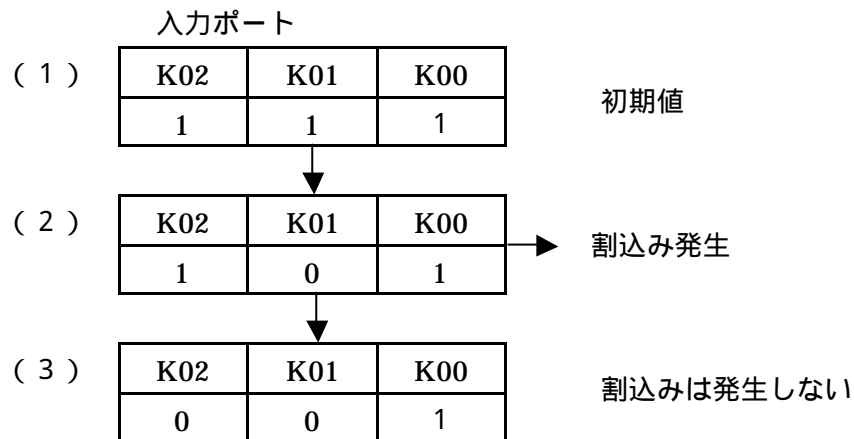 入力ポート
(1) K02 K01 K00
1 1 1 初期値
(2) K02 K01 K00
1 0 1 割込み発生
(3) K02 K01 K00
0 0 1 割込みは発生しない